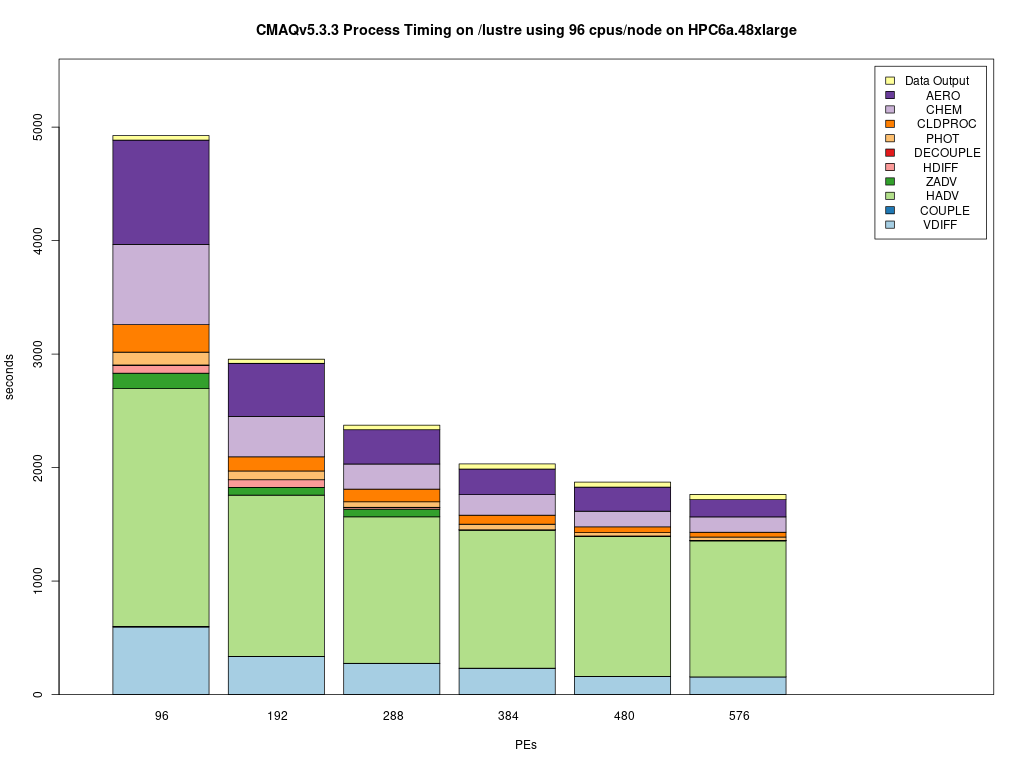 CMAQv5.3.3 Process Timing on /lustre using 96 cpus/node on HPC6a.48xlarge
Data Output
AERO
CHEM
CLDPROC
PHOT
DECOUPLE
HDIFF
ZADV
HADV
COUPLE
VDIFF
seconds
5000
4000
3000
2000
1000
0
96 192 288 384 480 576
PEs